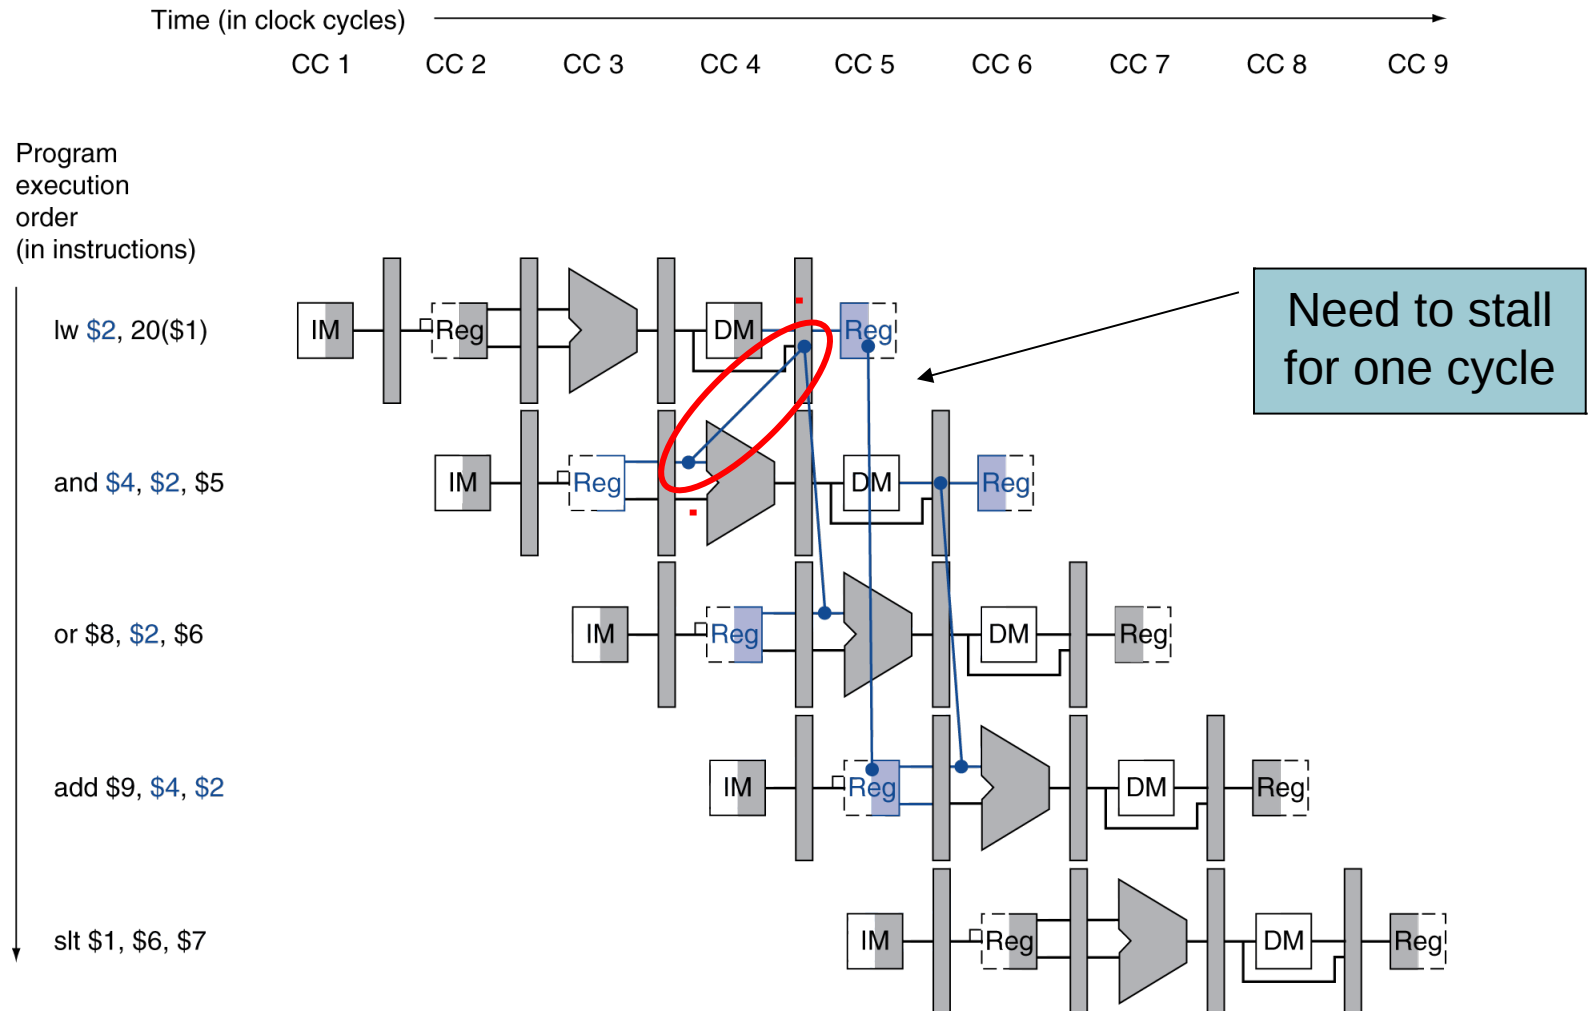 Time (in clock cycles)
CC 1 CC 2 CC 3 CC 4 CC 5 CC 6 CC 7 CC 8 CC 9
Program
execution
order
(in instructions)
Need to stall
for one cycle
lw $2, 20($1) IM Reg DM Reg
and $4, $2, $5 IM Reg DM Reg
or $8, $2, $6 IM Reg DM Reg
add $9, $4, $2 IM Reg DM Reg
slt $1, $6, $7 IM Reg DM Reg